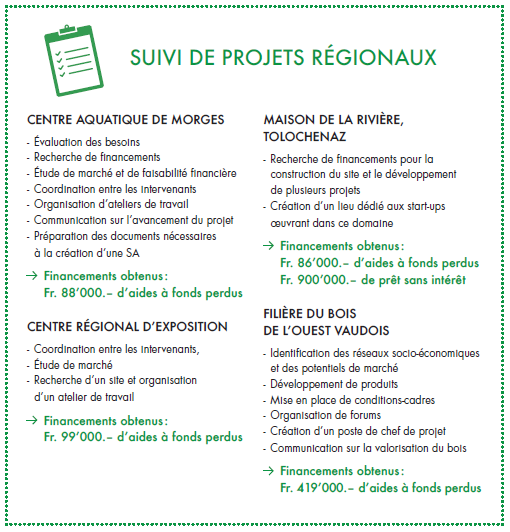 SUIVI DE PROJETS RÉGIONAUX
CENTRE AQUATIQUE DE MORGES
- Évaluation des besoins
- Recherche de financements
- Étude de marché et de faisabilité financière
- Coordination entre les intervenants
- Organisation d'ateliers de travail
- Communication sur l'avancement du projet
- Préparation des documents nécessaires
à la création d'une SA
→ Financements obtenus :
Fr. 88'000.– d'aides à fonds perdus
CENTRE RÉGIONAL D'EXPOSITION
- Coordination entre les intervenants,
- Étude de marché
- Recherche d'un site et organisation
d'un atelier de travail
→ Financements obtenus :
Fr. 99'000.– d'aides à fonds perdus
MAISON DE LA RIVIÈRE,
TOLOCHENAZ
- Recherche de financements pour la
construction du site et le développement
de plusieurs projets
- Création d'un lieu dédié aux start-ups
œuvrant dans ce domaine
→ Financements obtenus :
Fr. 86'000.– d'aides à fonds perdus
Fr. 900'000.– de prêt sans intérêt
FILIÈRE DU BOIS
DE L'OUEST VAUDOIS
- Identification des réseaux socio-économiques
et des potentiels de marché
- Développement de produits
- Mise en place de conditions-cadres
- Organisation de forums
- Création d'un poste de chef de projet
- Communication sur la valorisation du bois
→ Financements obtenus :
Fr. 419'000.– d'aides à fonds perdus